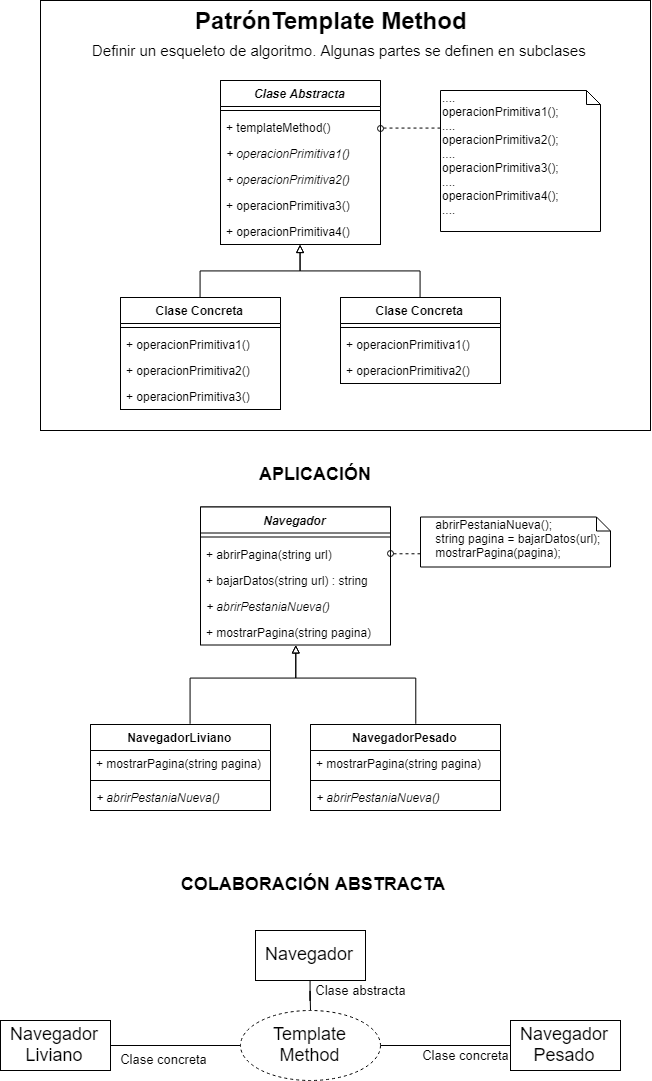 PatrónTemplate Method
Definir un esqueleto de algoritmo. Algunas partes se definen en subclases
Clase Abstracta
+ templateMethod()
+ operacionPrimitiva1()
+ operacionPrimitiva2()
+ operacionPrimitiva3()
+ operacionPrimitiva4()
....
operacionPrimitiva1();
....
operacionPrimitiva2();
....
operacionPrimitiva3();
....
operacionPrimitiva4();
....
Clase Concreta
+ operacionPrimitiva1()
+ operacionPrimitiva2()
+ operacionPrimitiva3()
Clase Concreta
+ operacionPrimitiva1()
+ operacionPrimitiva2()
APLICACIÓN
Navegador
+ abrirPagina(string url)
+ bajarDatos(string url) : string
+ abrirPestaniaNueva()
+ mostrarPagina(string pagina)
abrirPestaniaNueva();
string pagina = bajarDatos(url);
mostrarPagina(pagina);
NavegadorLiviano
+ mostrarPagina(string pagina)
+ abrirPestaniaNueva()
NavegadorPesado
+ mostrarPagina(string pagina)
+ abrirPestaniaNueva()
COLABORACIÓN ABSTRACTA
Navegador
Clase abstracta
Navegador
Liviano
Clase concreta
Template
Method
Clase concreta
Navegador
Pesado